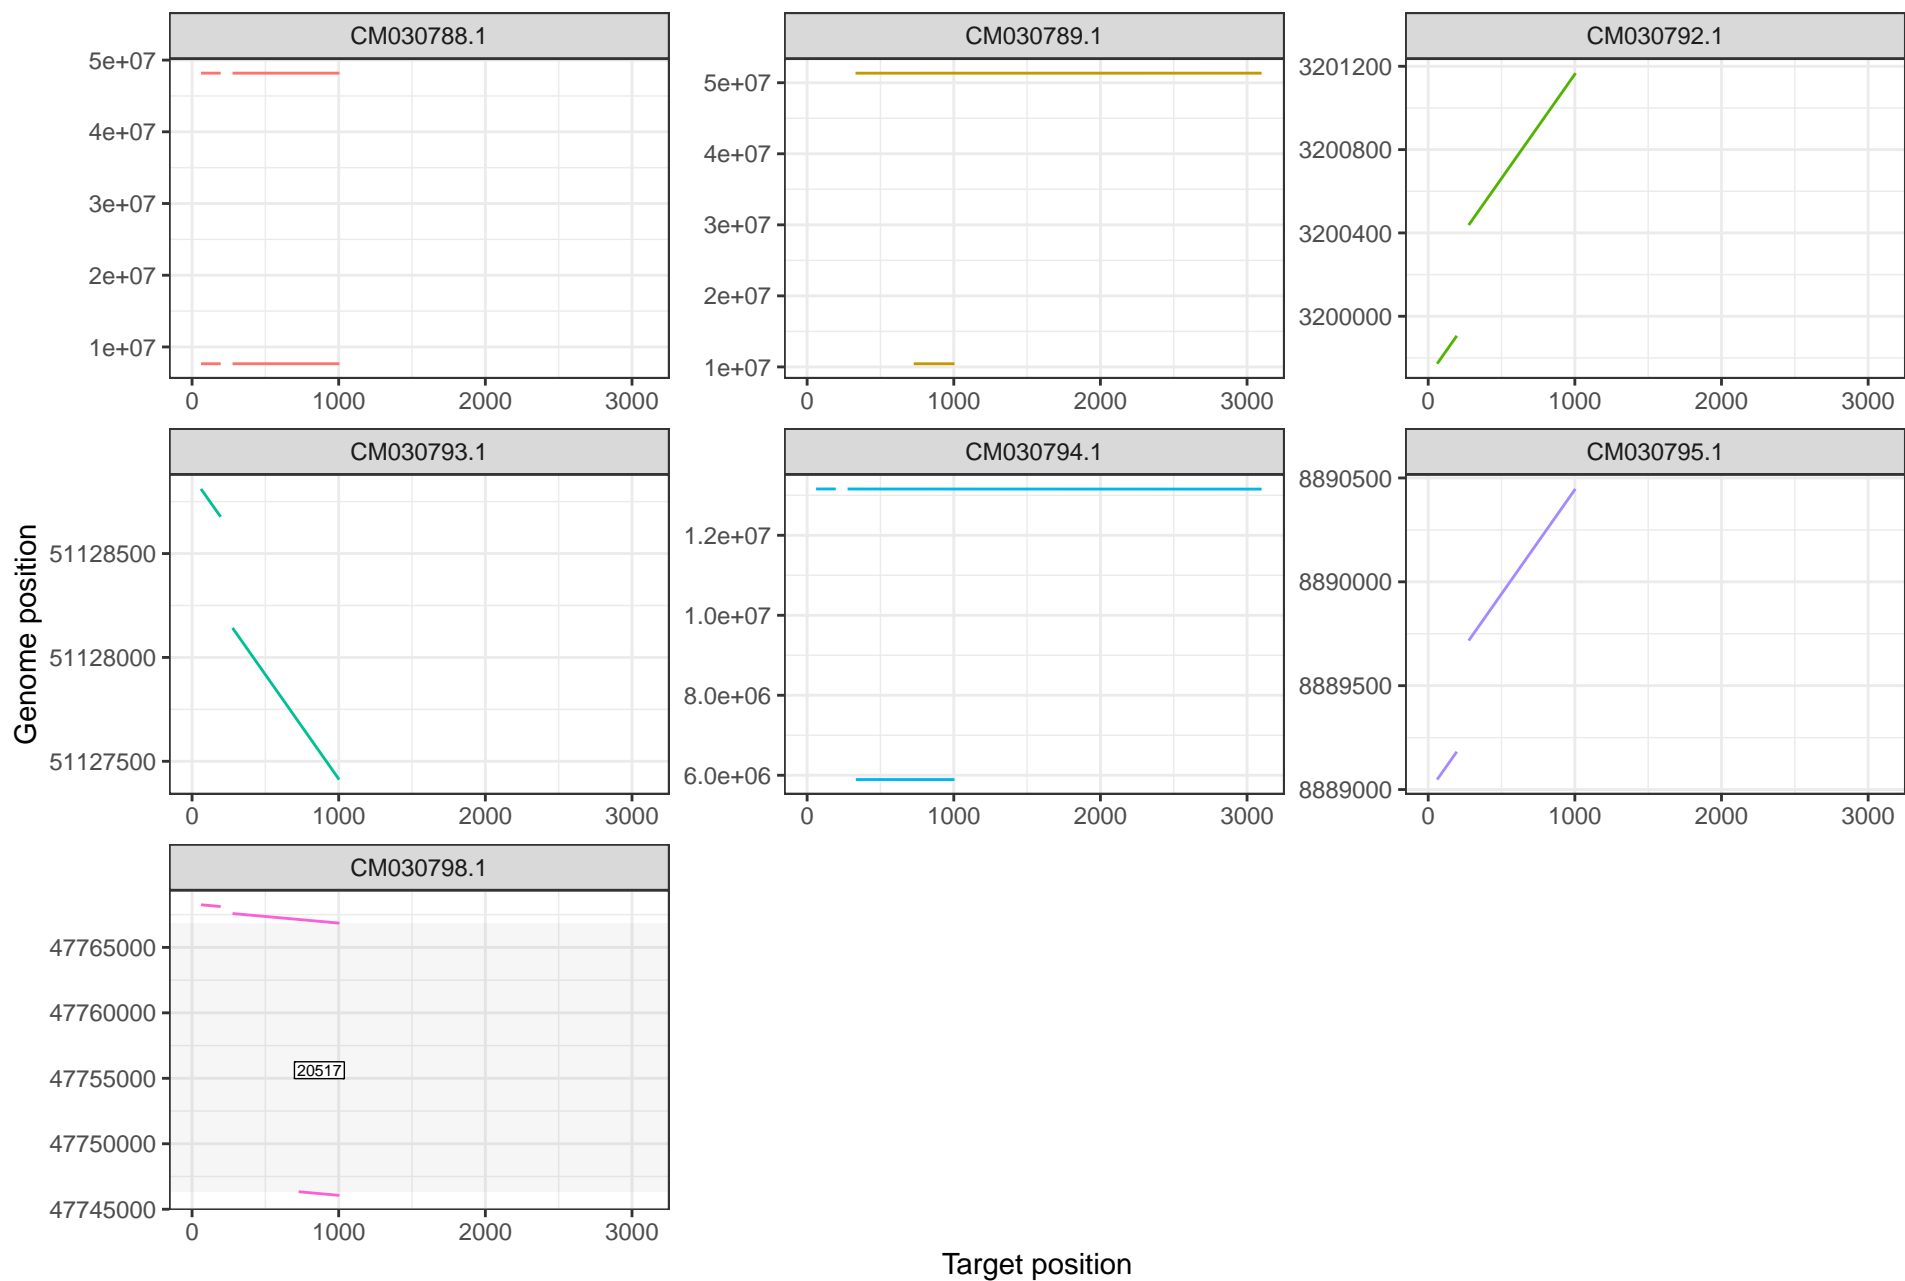 CM030788.1 CM030789.1 CM030792.1
5e+07 4e+07 3e+07 2e+07 1e+07
0 1000 2000 3000
5e+07 4e+07 3e+07 2e+07 1e+07
0 1000 2000 3000
3201200 3200800 3200400 3200000
0 1000 2000 3000
CM030793.1 CM030794.1 CM030795.1
Genome position
51128500 51128000 51127500
0 1000 2000 3000
1.2e+07 1.0e+07 8.0e+06 6.0e+06
0 1000 2000 3000
8890500 8890000 8889500 8889000
0 1000 2000 3000
CM030798.1
47765000 47760000 47755000 47750000 47745000
20517
0 1000 2000 3000
Target position